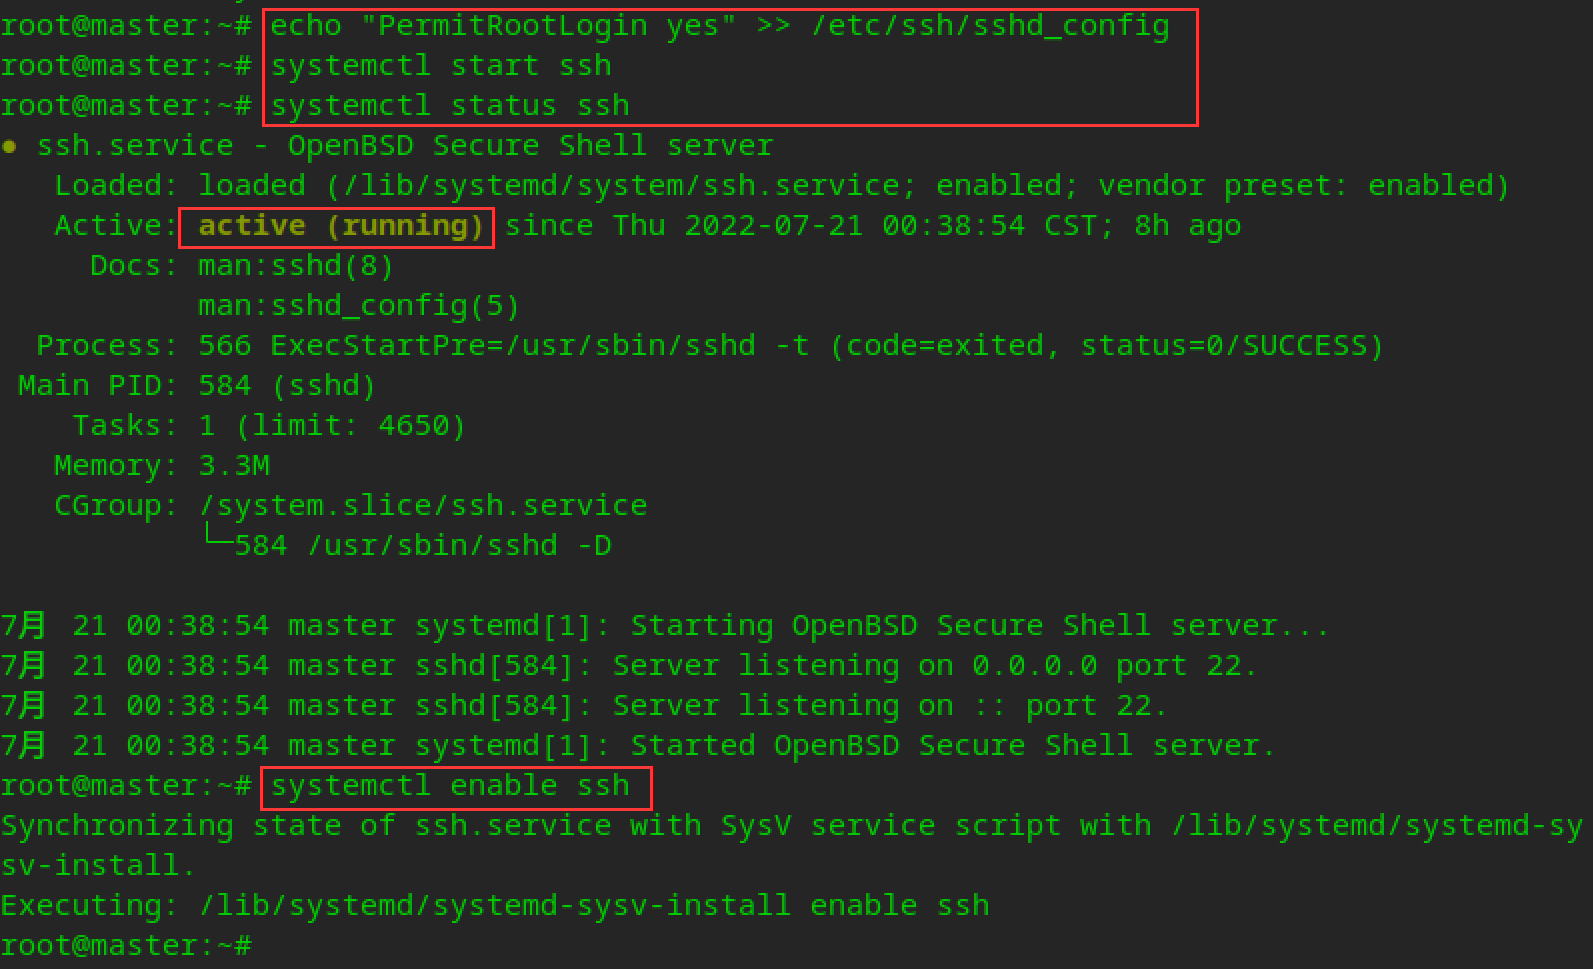 root@master:~# echo "PermitRootLogin yes" >> /etc/ssh/sshd_config
root@master:~# systemctl start ssh
root@master:~# systemctl status ssh
● ssh.service - OpenBSD Secure Shell server
   Loaded: loaded (/lib/systemd/system/ssh.service; enabled; vendor preset: enabled)
   Active: active (running) since Thu 2022-07-21 00:38:54 CST; 8h ago
     Docs: man:sshd(8)
           man:sshd_config(5)
  Process: 566 ExecStartPre=/usr/sbin/sshd -t (code=exited, status=0/SUCCESS)
 Main PID: 584 (sshd)
    Tasks: 1 (limit: 4650)
   Memory: 3.3M
   CGroup: /system.slice/ssh.service
           └─584 /usr/sbin/sshd -D
7月 21 00:38:54 master systemd[1]: Starting OpenBSD Secure Shell server...
7月 21 00:38:54 master sshd[584]: Server listening on 0.0.0.0 port 22.
7月 21 00:38:54 master sshd[584]: Server listening on :: port 22.
7月 21 00:38:54 master systemd[1]: Started OpenBSD Secure Shell server.
root@master:~# systemctl enable ssh
Synchronizing state of ssh.service with SysV service script with /lib/systemd/systemd-sy
sv-install.
Executing: /lib/systemd/systemd-sysv-install enable ssh
root@master:~#